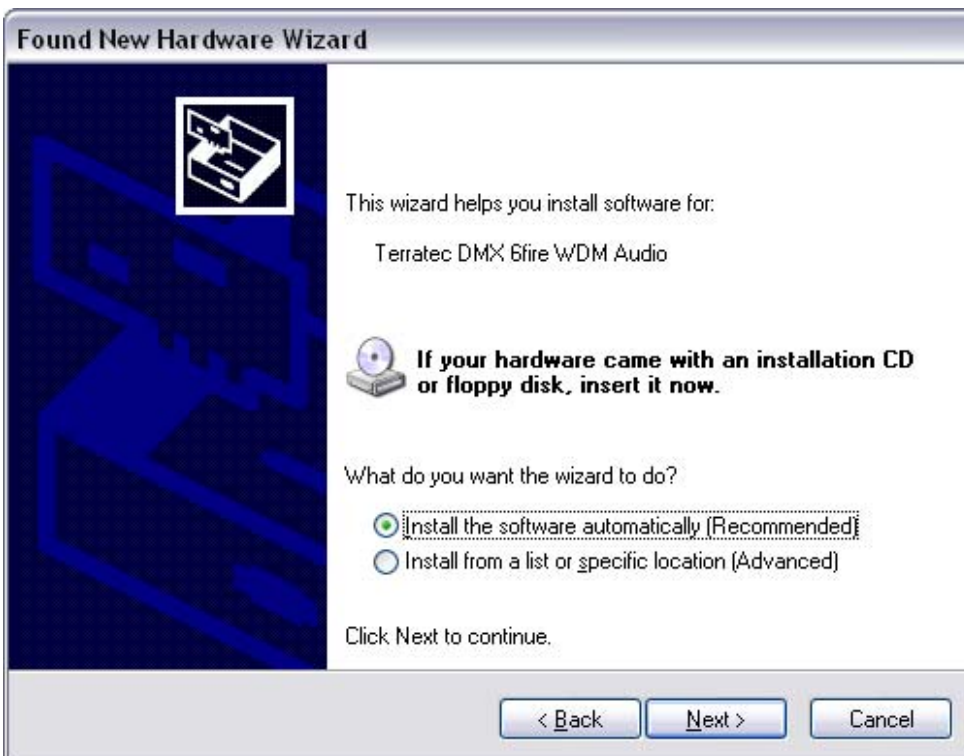 Found New Hardware Wizard
This wizard helps you install software for:
Terratec DMX 6fire WDM Audio
If your hardware came with an installation CD
or floppy disk, insert it now.
What do you want the wizard to do?
Install the software automatically (Recommended)
Install from a list or specific location (Advanced)
Click Next to continue.
< Back Next > Cancel